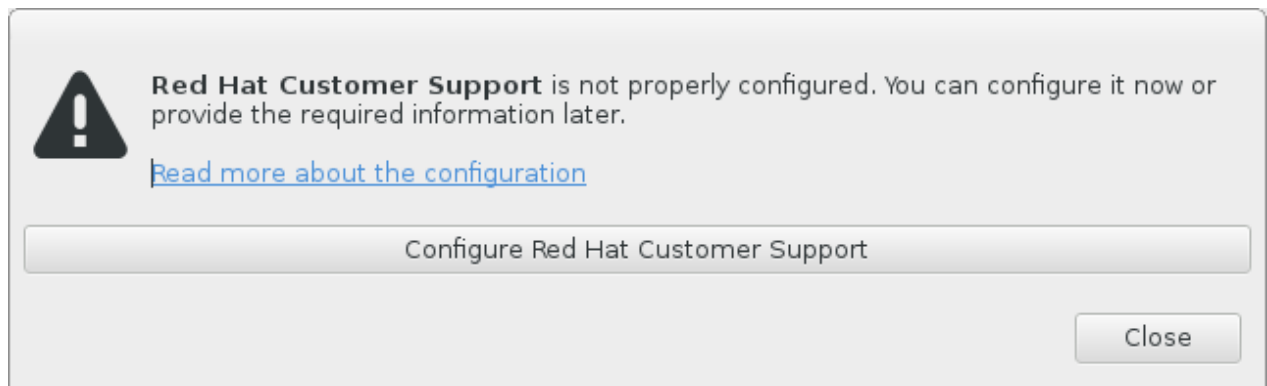 Red Hat Customer Support is not properly configured. You can configure it now or
provide the required information later.
Read more about the configuration
Configure Red Hat Customer Support
Close